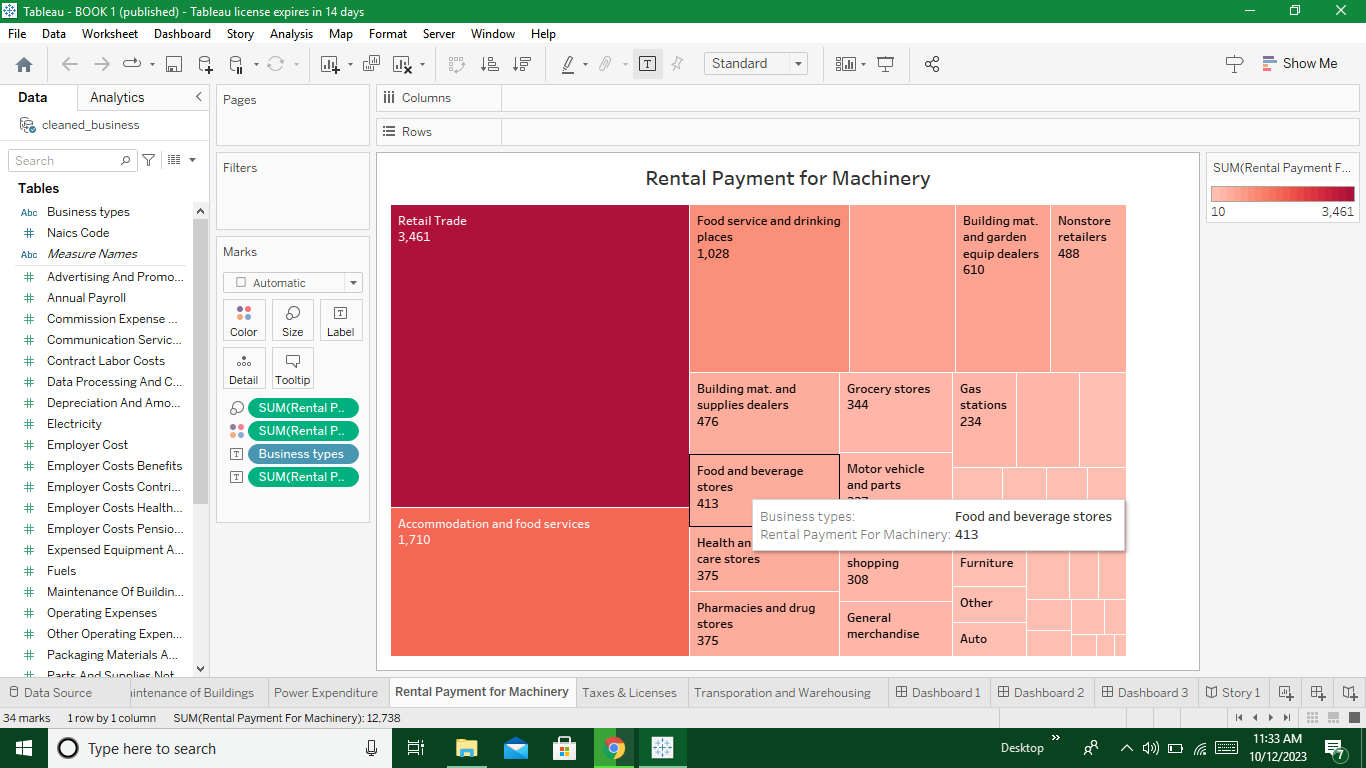 Tableau - BOOK 1 (published) - Tableau license expires in 14 days
File Data Worksheet Dashboard Story Analysis Map Format Server Window Help
Standard
Show Me
Data
Analytics
cleaned_business
Search
Tables
Abc Business types
# Naics Code
Abc Measure Names
# Advertising And Promo...
# Annual Payroll
# Commission Expense ...
# Communication Servic...
# Contract Labor Costs
# Data Processing And C...
# Depreciation And Amo...
# Electricity
# Employer Cost
# Employer Costs Benefits
# Employer Costs Contri...
# Employer Costs Health...
# Employer Costs Pensio...
# Expensed Equipment A...
# Fuels
# Maintenance Of Buildin...
# Operating Expenses
# Other Operating Expen...
# Packaging Materials A...
# Parts And Supplies Not
Pages
Filters
Marks
Automatic
Color
Size
Label
Detail
Tooltip
SUM(Rental P..
SUM(Rental P..
Business types
SUM(Rental P..
Columns
Rows
Rental Payment for Machinery
Retail Trade
3,461
Accommodation and food services
1,710
Food service and drinking
places
1,028
Building mat.
and garden
equip dealers
610
Nonstore
retailers
488
Building mat. and
supplies dealers
476
Grocery stores
344
Gas
stations
234
Food and beverage
stores
413
Motor vehicle
and parts
Business types: Food and beverage stores
Rental Payment For Machinery: 413
Health an
care stores
375
shopping
308
Furniture
Other
Auto
Pharmacies and drug
stores
375
General
merchandise
SUM(Rental Payment F...
10 3,461
Data Source
intenance of Buildings
Power Expenditure
Rental Payment for Machinery
Taxes & Licenses
Transporation and Warehousing
Dashboard 1
Dashboard 2
Dashboard 3
Story 1
34 marks 1 row by 1 column SUM(Rental Payment For Machinery): 12,738
Type here to search
Desktop
11:33 AM
10/12/2023
7